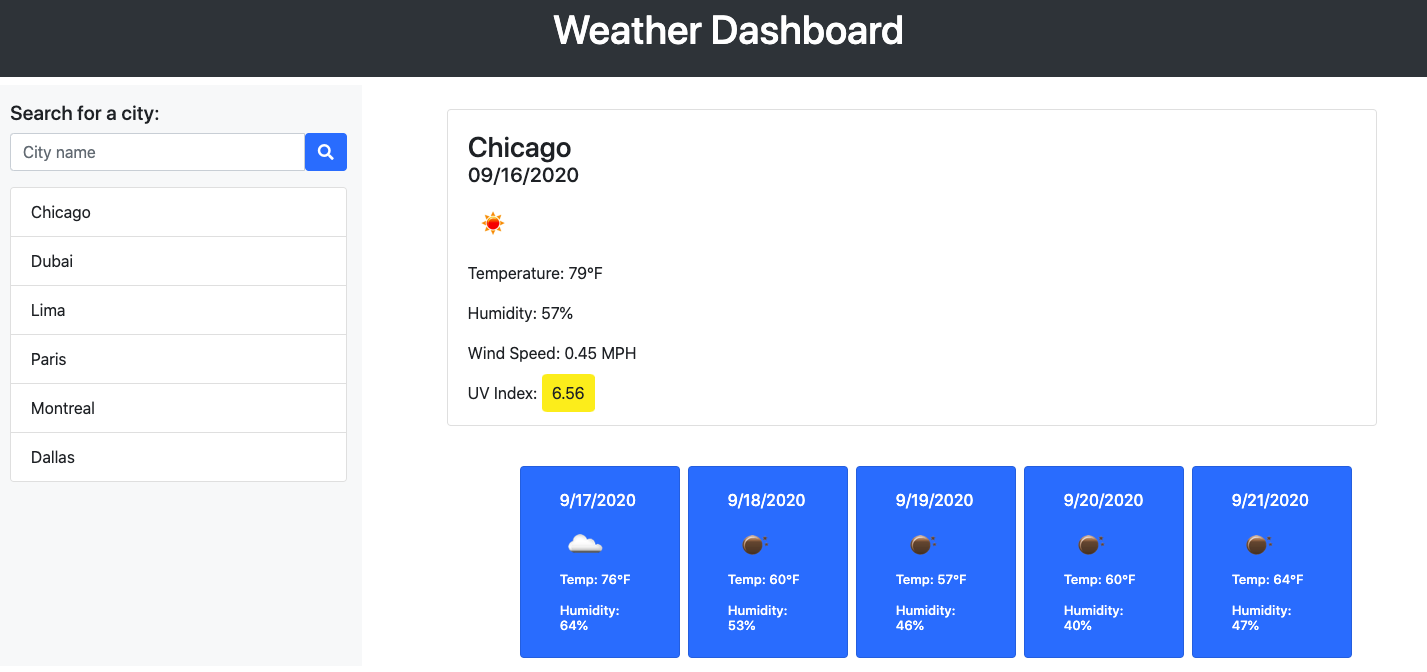 Weather Dashboard
Search for a city:
City name
Chicago
Dubai
Lima
Paris
Montreal
Dallas
Chicago
09/16/2020
Temperature: 79°F
Humidity: 57%
Wind Speed: 0.45 MPH
UV Index: 6.56
9/17/2020
Temp: 76°F
Humidity:
64%
9/18/2020
Temp: 60°F
Humidity:
53%
9/19/2020
Temp: 57°F
Humidity:
46%
9/20/2020
Temp: 60°F
Humidity:
40%
9/21/2020
Temp: 64°F
Humidity:
47%